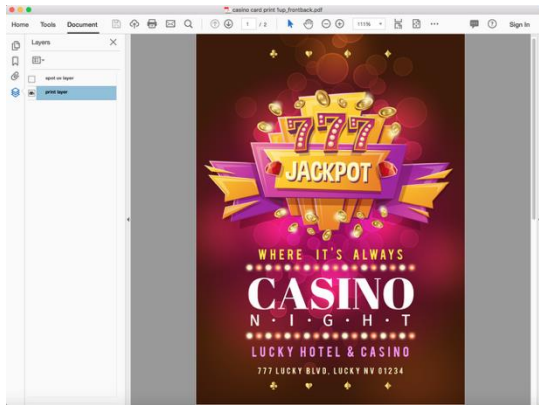 casino card print 1up_frontback.pdf
Home Tools Document 1 / 2 111% Sign In
Layers
spot uv layer
print layer
777
JACKPOT
WHERE IT'S ALWAYS
CASINO
N·I·G·H·T
LUCKY HOTEL & CASINO
777 LUCKY BLVD, LUCKY NV 01234